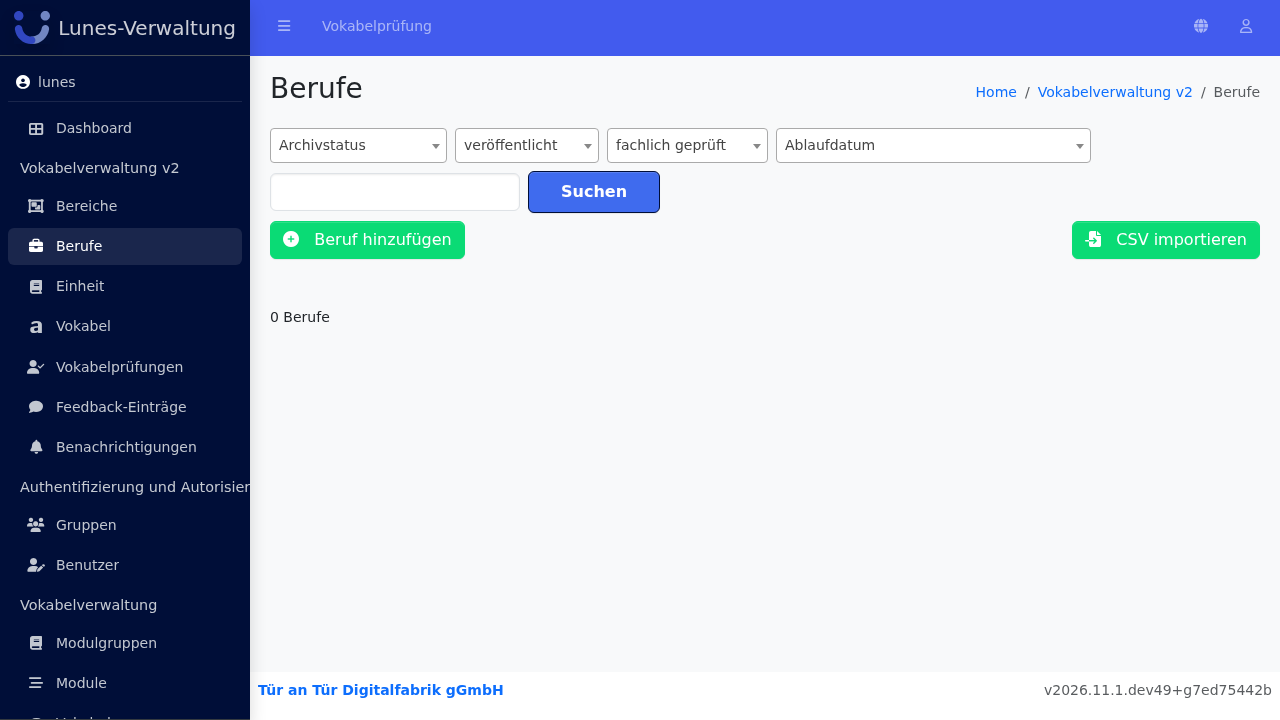 Lunes-Verwaltung
Vokabelprüfung
lunes
Dashboard
Vokabelverwaltung v2
Bereiche
Berufe
Einheit
Vokabel
Vokabelprüfungen
Feedback-Einträge
Benachrichtigungen
Authentifizierung und Autorisier
Gruppen
Benutzer
Vokabelverwaltung
Modulgruppen
Module
Berufe
Home / Vokabelverwaltung v2 / Berufe
Archivstatus
veröffentlicht
fachlich geprüft
Ablaufdatum
Suchen
Beruf hinzufügen
CSV importieren
0 Berufe
Tür an Tür Digitalfabrik gGmbH
v2026.11.1.dev49+g7ed75442b